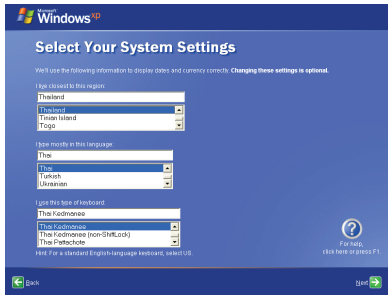 Microsoft
Windows xp
Select Your System Settings
We'll use the following information to display dates and currency correctly. Changing these settings is optional.
I live closest to this region:
Thailand
Thailand
Tinian Island
Togo
I type mostly in this language:
Thai
Thai
Turkish
Ukrainian
I use this type of keyboard:
Thai Kedmanee
Thai Kedmanee
Thai Kedmanee (non-ShiftLock)
Thai Pattachote
Hint: For a standard English-language keyboard, select US.
For help,
click here or press F1.
Back
Next